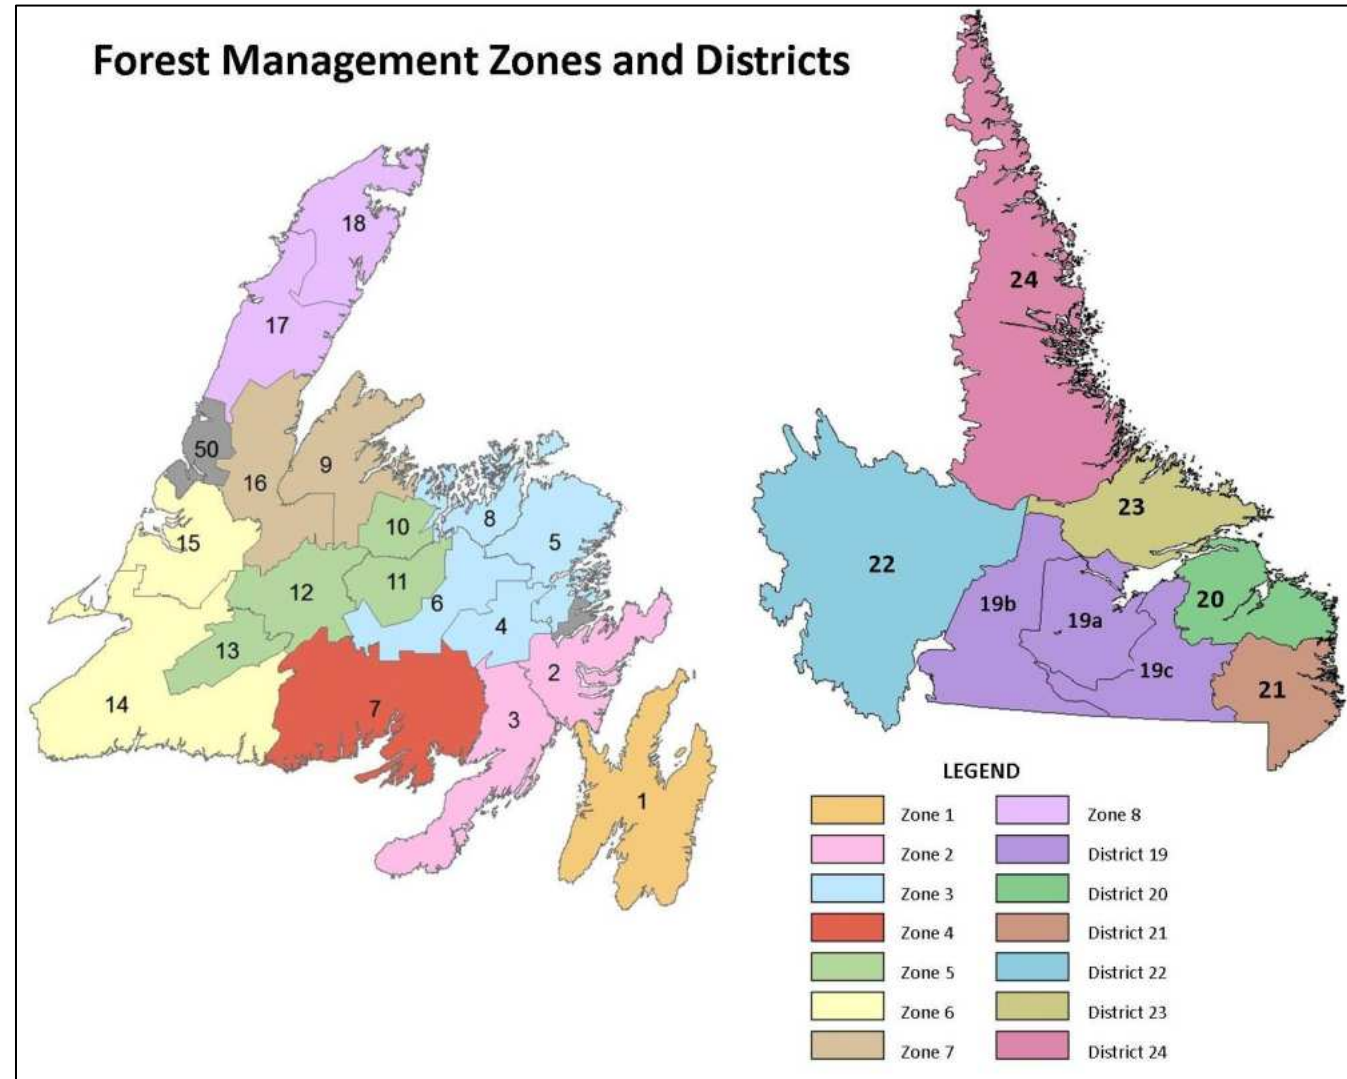 Forest Management Zones and Districts
18
17
50
16
9
15
10
8
5
12
11
6
4
13
14
7
3
2
1
24
23
22
19b
19a
20
19c
21
LEGEND
Zone 1
Zone 2
Zone 3
Zone 4
Zone 5
Zone 6
Zone 7
Zone 8
District 19
District 20
District 21
District 22
District 23
District 24